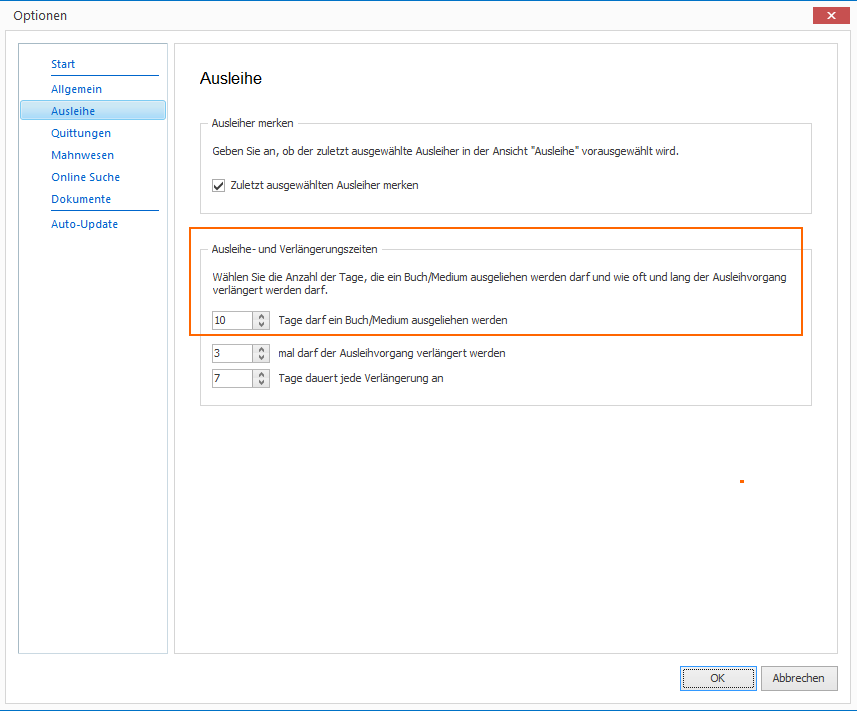 Optionen
Start
Allgemein
Ausleihe
Quittungen
Mahnwesen
Online Suche
Dokumente
Auto-Update
Ausleihe
Ausleiher merken
Geben Sie an, ob der zuletzt ausgewählte Ausleiher in der Ansicht "Ausleihe" vorausgewählt wird.
Zuletzt ausgewählten Ausleiher merken
Ausleihe- und Verlängerungszeiten
Wählen Sie die Anzahl der Tage, die ein Buch/Medium ausgeliehen werden darf und wie oft und lang der Ausleihvorgang
verlängert werden darf.
10 Tage darf ein Buch/Medium ausgeliehen werden
3 mal darf der Ausleihvorgang verlängert werden
7 Tage dauert jede Verlängerung an
OK Abbrechen